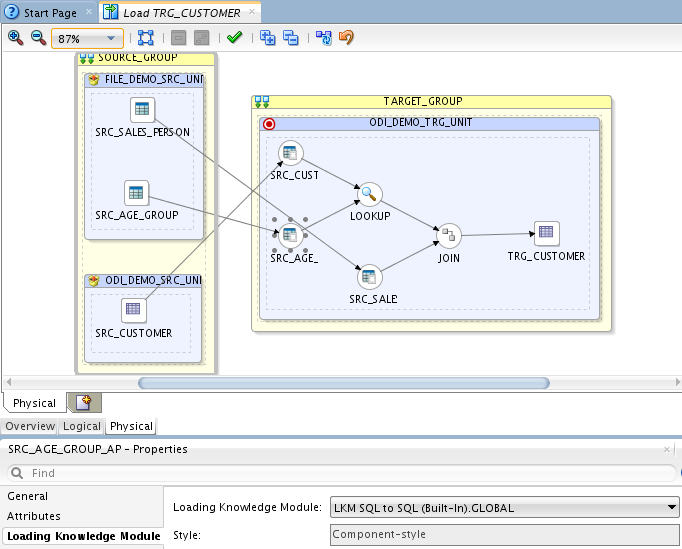 Start Page
Load TRG_CUSTOMER
87%
SOURCE_GROUP
FILE_DEMO_SRC_UNI
SRC_SALES_PERSON
SRC_AGE_GROUP
ODI_DEMO_SRC_UNI
SRC_CUSTOMER
TARGET_GROUP
ODI_DEMO_TRG_UNIT
SRC_CUST
LOOKUP
SRC_AGE_
JOIN
TRG_CUSTOMER
SRC_SALE
Physical
Overview Logical Physical
SRC_AGE_GROUP_AP - Properties
Find
General
Attributes
Loading Knowledge Module
Loading Knowledge Module: LKM SQL to SQL (Built-In).GLOBAL
Style: Component-style